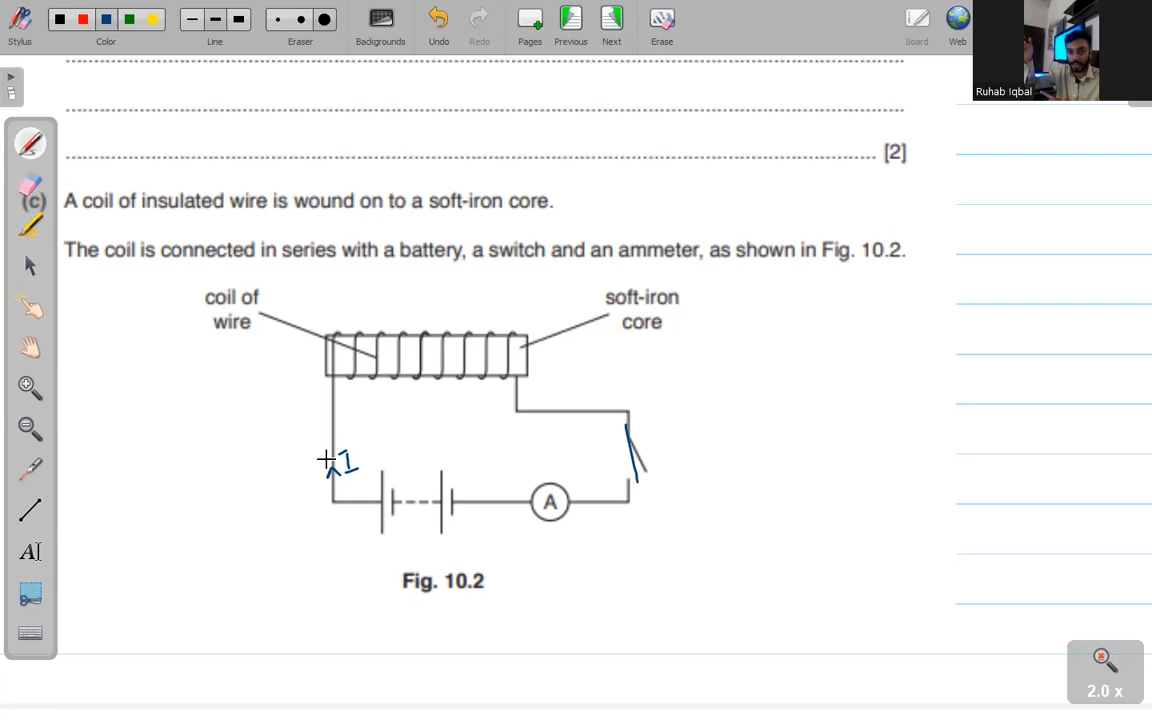 Stylus
Color
Line
Eraser
Backgrounds
Undo
Redo
Pages
Previous
Next
Erase
Board
Web
Ruhab Iqbal
[2]
(c) A coil of insulated wire is wound on to a soft-iron core.
The coil is connected in series with a battery, a switch and an ammeter, as shown in Fig. 10.2.
coil of
wire
soft-iron
core
I
A
Fig. 10.2
A
2.0 x